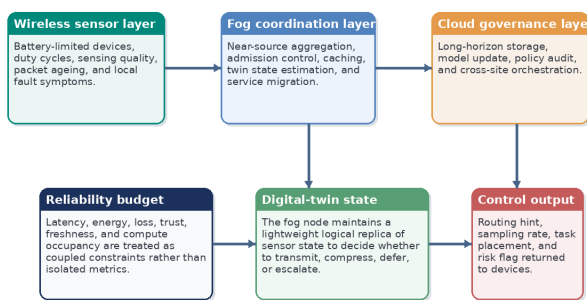 Wireless sensor layer
Battery-limited devices,
duty cycles, sensing quality,
packet ageing, and local
fault symptoms.
Fog coordination layer
Near-source aggregation,
admission control, caching,
twin state estimation, and
service migration.
Cloud governance laye
Long-horizon storage,
model update, policy audit,
and cross-site orchestration.
Reliability budget
Latency, energy, loss, trust,
freshness, and compute
occupancy are treated as
coupled constraints rather than
isolated metrics.
Digital-twin state
The fog node maintains a
lightweight logical replica of
sensor state to decide whether
to transmit, compress, defer,
or escalate.
Control output
Routing hint,
sampling rate, task
placement, and
risk flag returned
to devices.